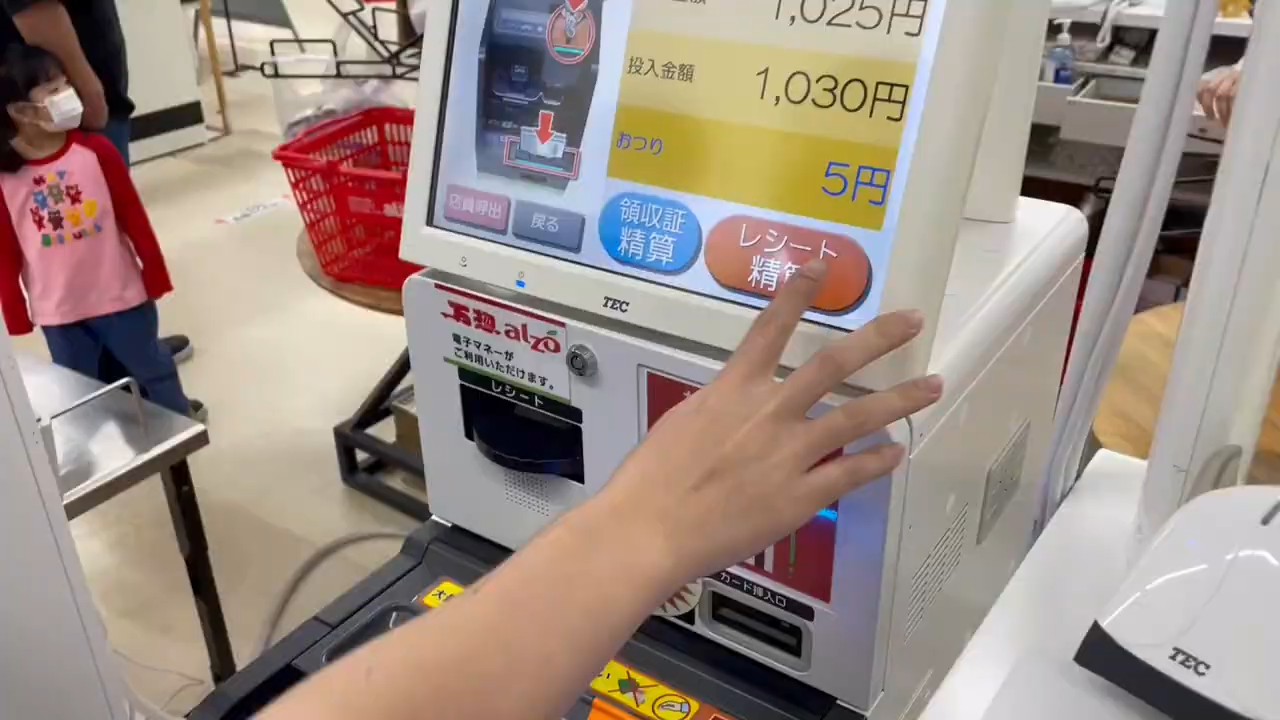 1,025円
投入金額
1,030円
おつり
5円
店員呼出
戻る
領収証
精算
レシート
精算
TEC
万惣 alzo
電子マネーが
ご利用いただけます。
レシート
カード挿入口
TEC